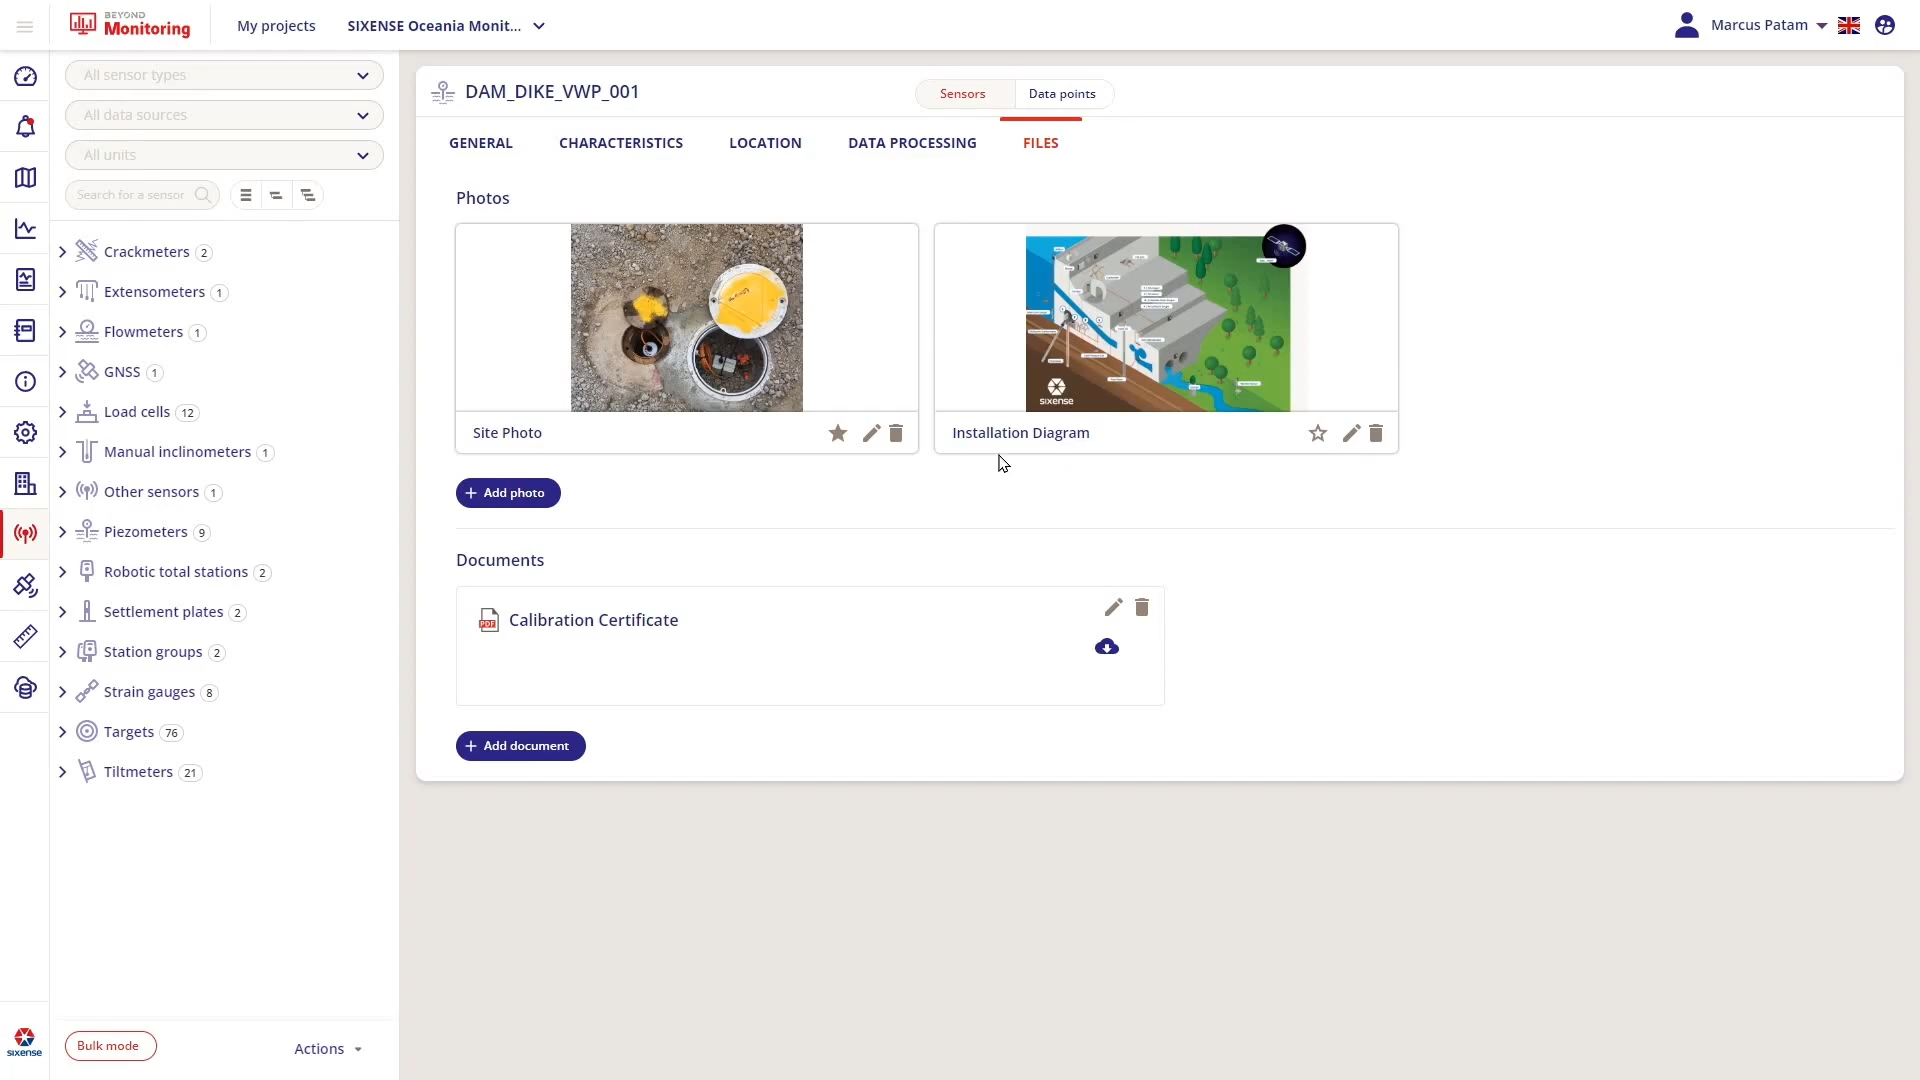 BEYOND
Monitoring
My projects
SIXENSE Oceania Monit...
Marcus Patam
All sensor types
All data sources
All units
Search for a sensor
Crackmeters 2
Extensometers 1
Flowmeters 1
GNSS 1
Load cells 12
Manual inclinometers 1
Other sensors 1
Piezometers 9
Robotic total stations 2
Settlement plates 2
Station groups 2
Strain gauges 8
Targets 76
Tiltmeters 21
Bulk mode
Actions
sixense
DAM_DIKE_VWP_001
Sensors
Data points
GENERAL
CHARACTERISTICS
LOCATION
DATA PROCESSING
FILES
Photos
sixense
Site Photo
Installation Diagram
+ Add photo
Documents
PDF
Calibration Certificate
+ Add document